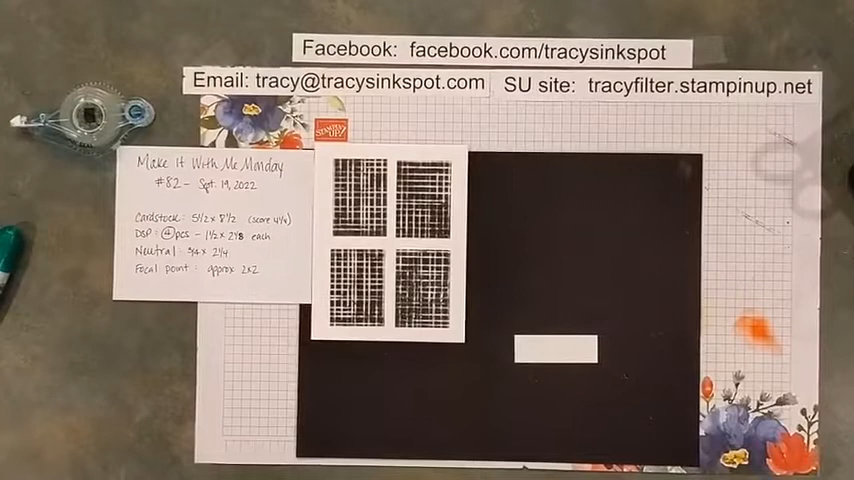 Facebook: facebook.com/tracysinkspot
Email: tracy@tracysinkspot.com
SU site: tracyfilter.stampinup.net
STAMPIN' UP!
Make It With Me Monday
#82 - Sept. 19, 2022
Cardstock: 5 1/2 x 8 1/2 (score 4 1/4)
DSP: 4 pcs - 1 1/2 x 2 1/8 each
Neutral: 3/4 x 2 1/4
Focal point: approx 2x2